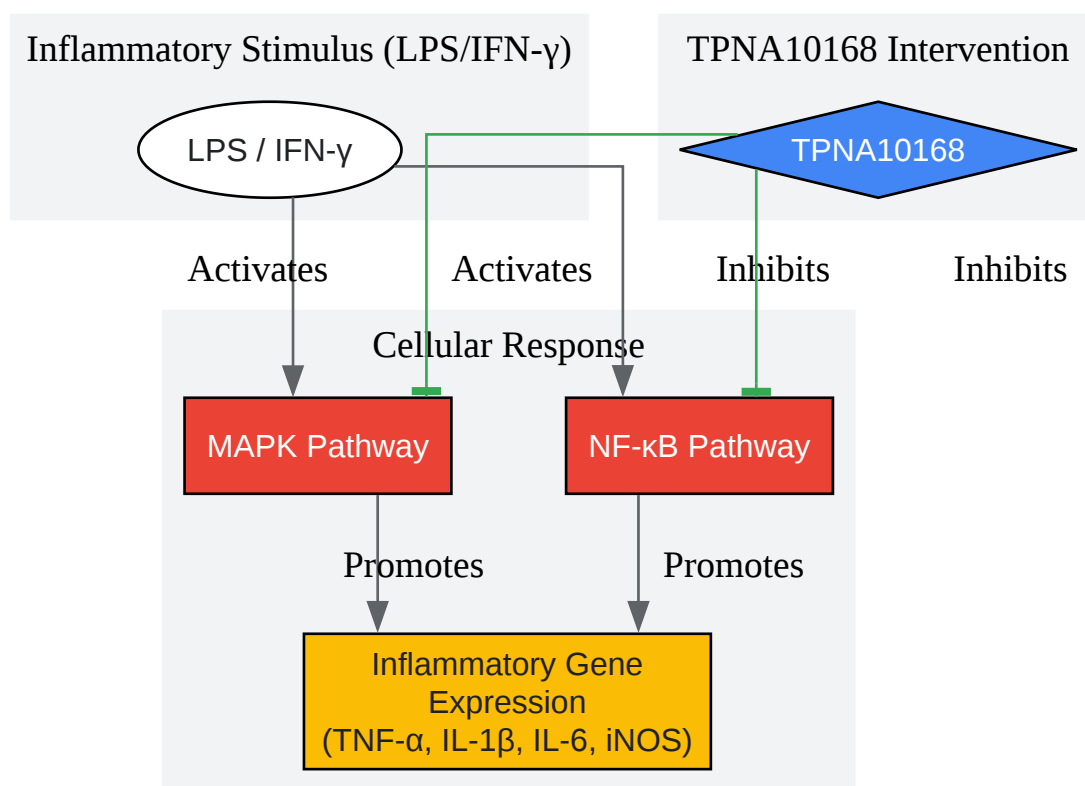 Inflammatory Stimulus (LPS/IFN-γ)
TPNA10168 Intervention
LPS / IFN-γ
TPNA10168
Activates
Activates
Inhibits
Inhibits
Cellular Response
MAPK Pathway
NF-κB Pathway
Promotes
Promotes
Inflammatory Gene
Expression
(TNF-α, IL-1β, IL-6, iNOS)